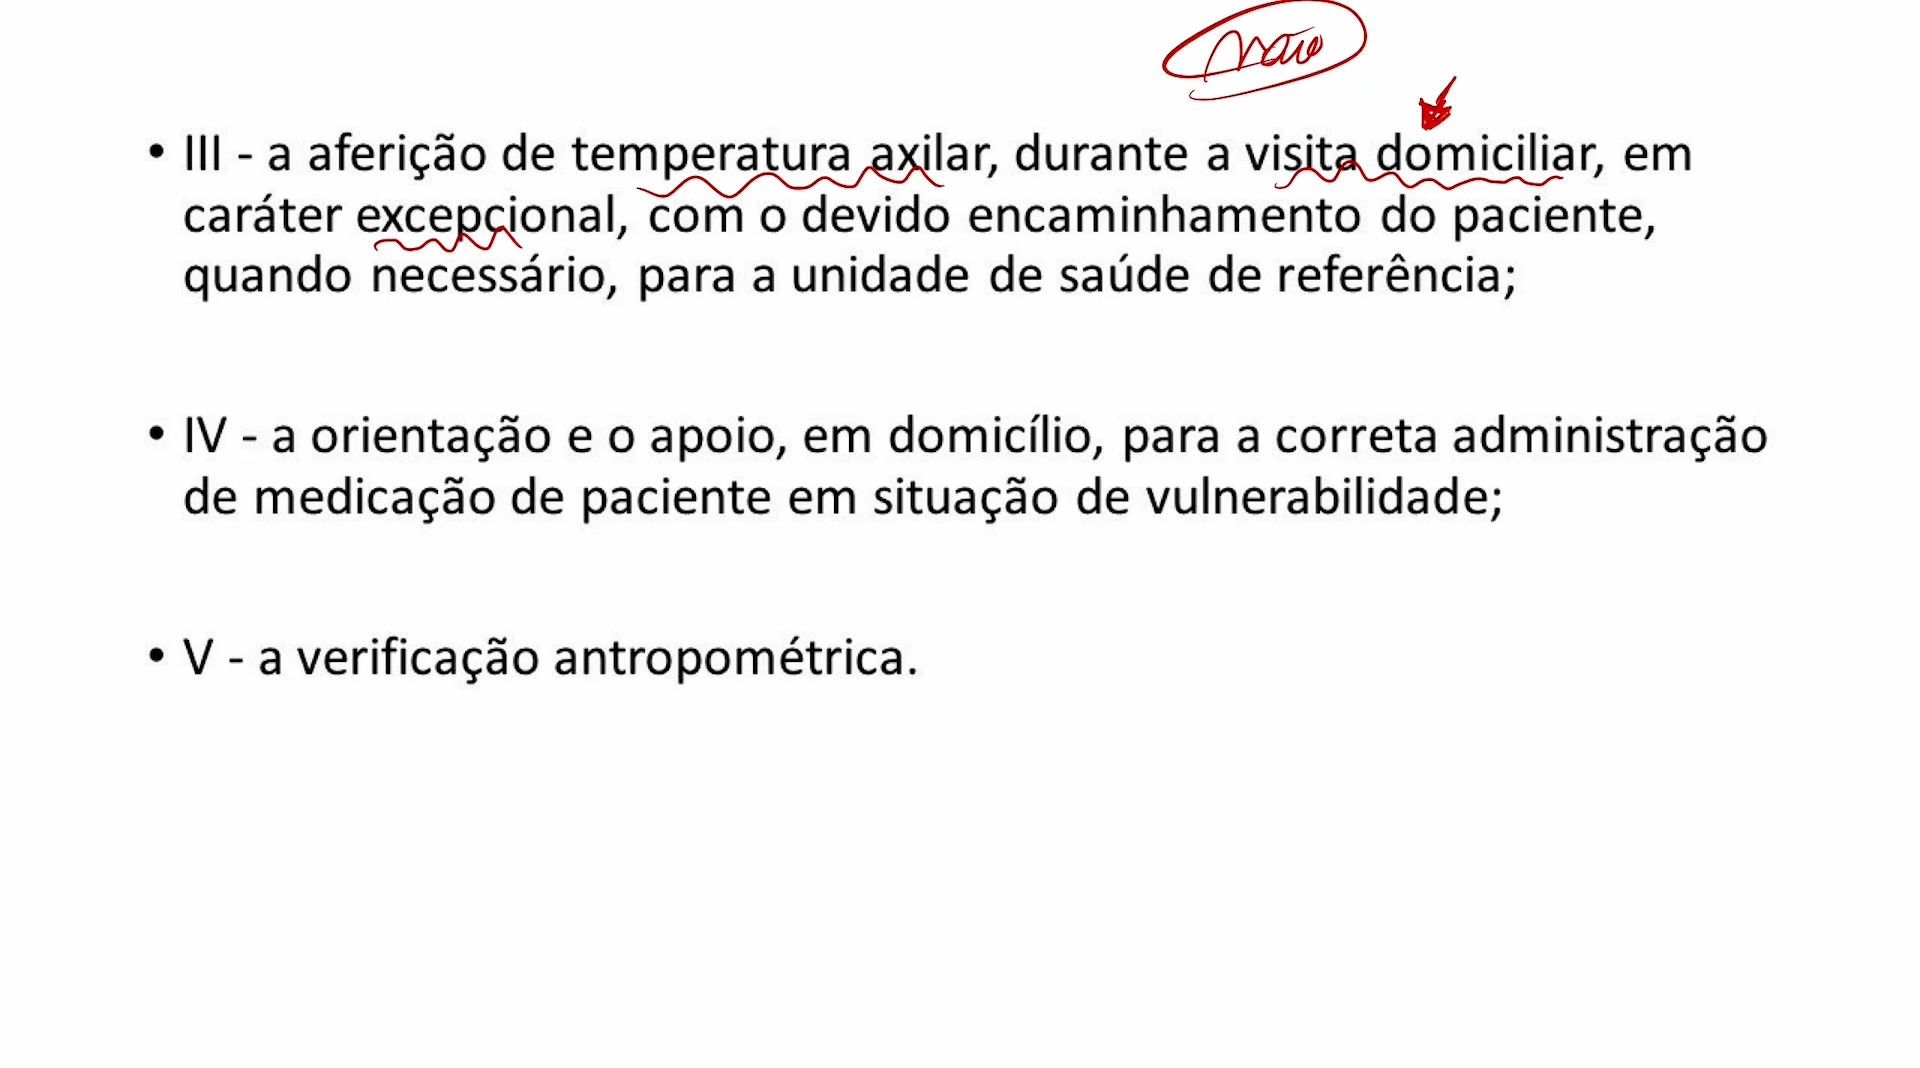 não
• III - a aferição de temperatura axilar, durante a visita domiciliar, em
caráter excepcional, com o devido encaminhamento do paciente,
quando necessário, para a unidade de saúde de referência;
• IV - a orientação e o apoio, em domicílio, para a correta administração
de medicação de paciente em situação de vulnerabilidade;
• V - a verificação antropométrica.